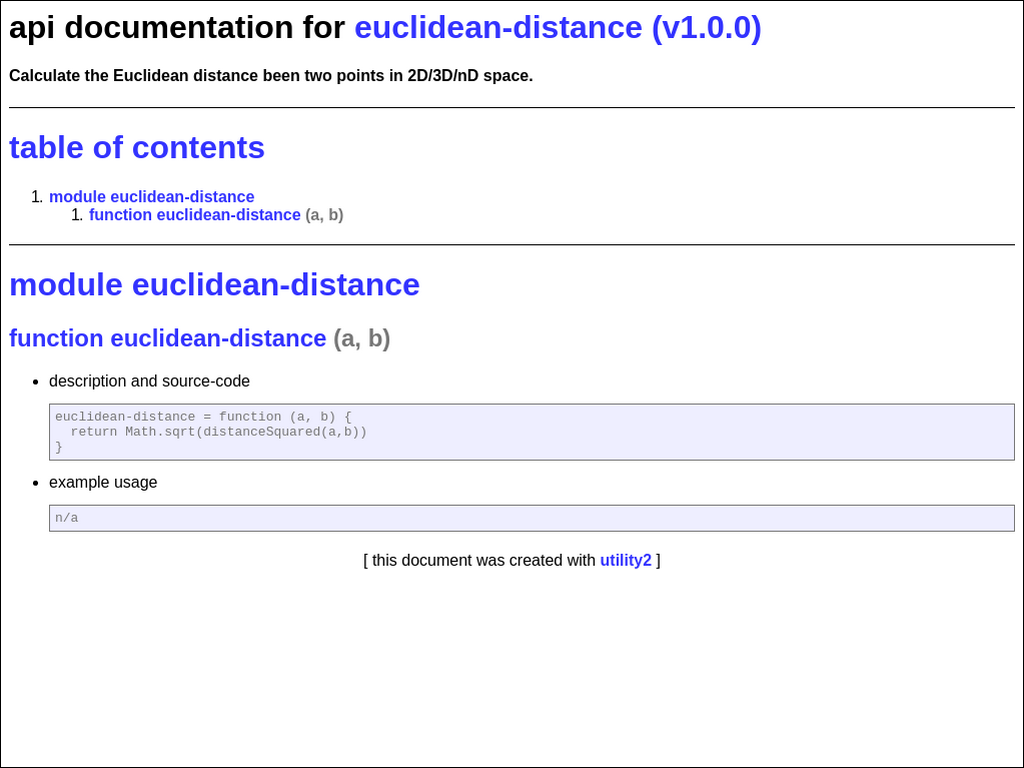 api documentation for euclidean-distance (v1.0.0)
Calculate the Euclidean distance been two points in 2D/3D/nD space.
table of contents
1. module euclidean-distance
1. function euclidean-distance (a, b)
module euclidean-distance
function euclidean-distance (a, b)
• description and source-code
euclidean-distance = function (a, b) {
  return Math.sqrt(distanceSquared(a,b))
}
• example usage
n/a
[ this document was created with utility2 ]